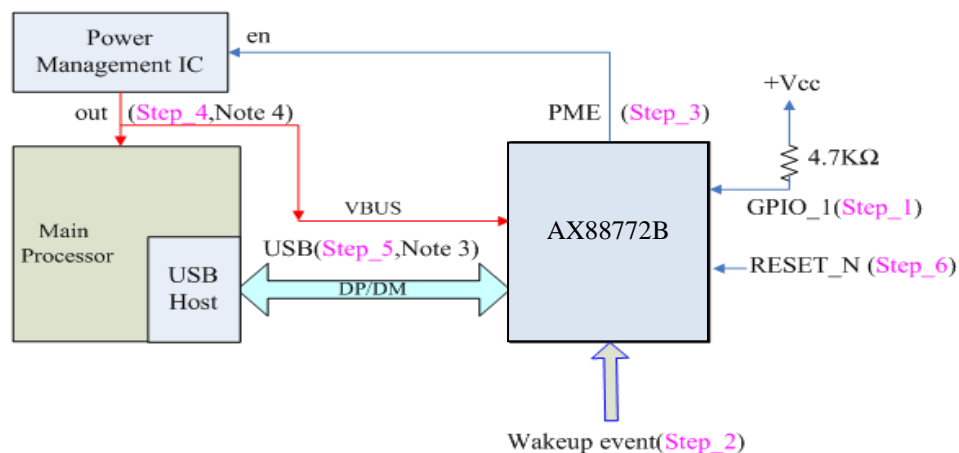 Power
Management IC
en
out (Step_4,Note 4)
PME (Step_3)
+Vcc
4.7KΩ
GPIO_1(Step_1)
Main
Processor
VBUS
AX88772B
USB(Step_5,Note 3)
USB
Host
DP/DM
RESET_N (Step_6)
Wakeup event(Step_2)